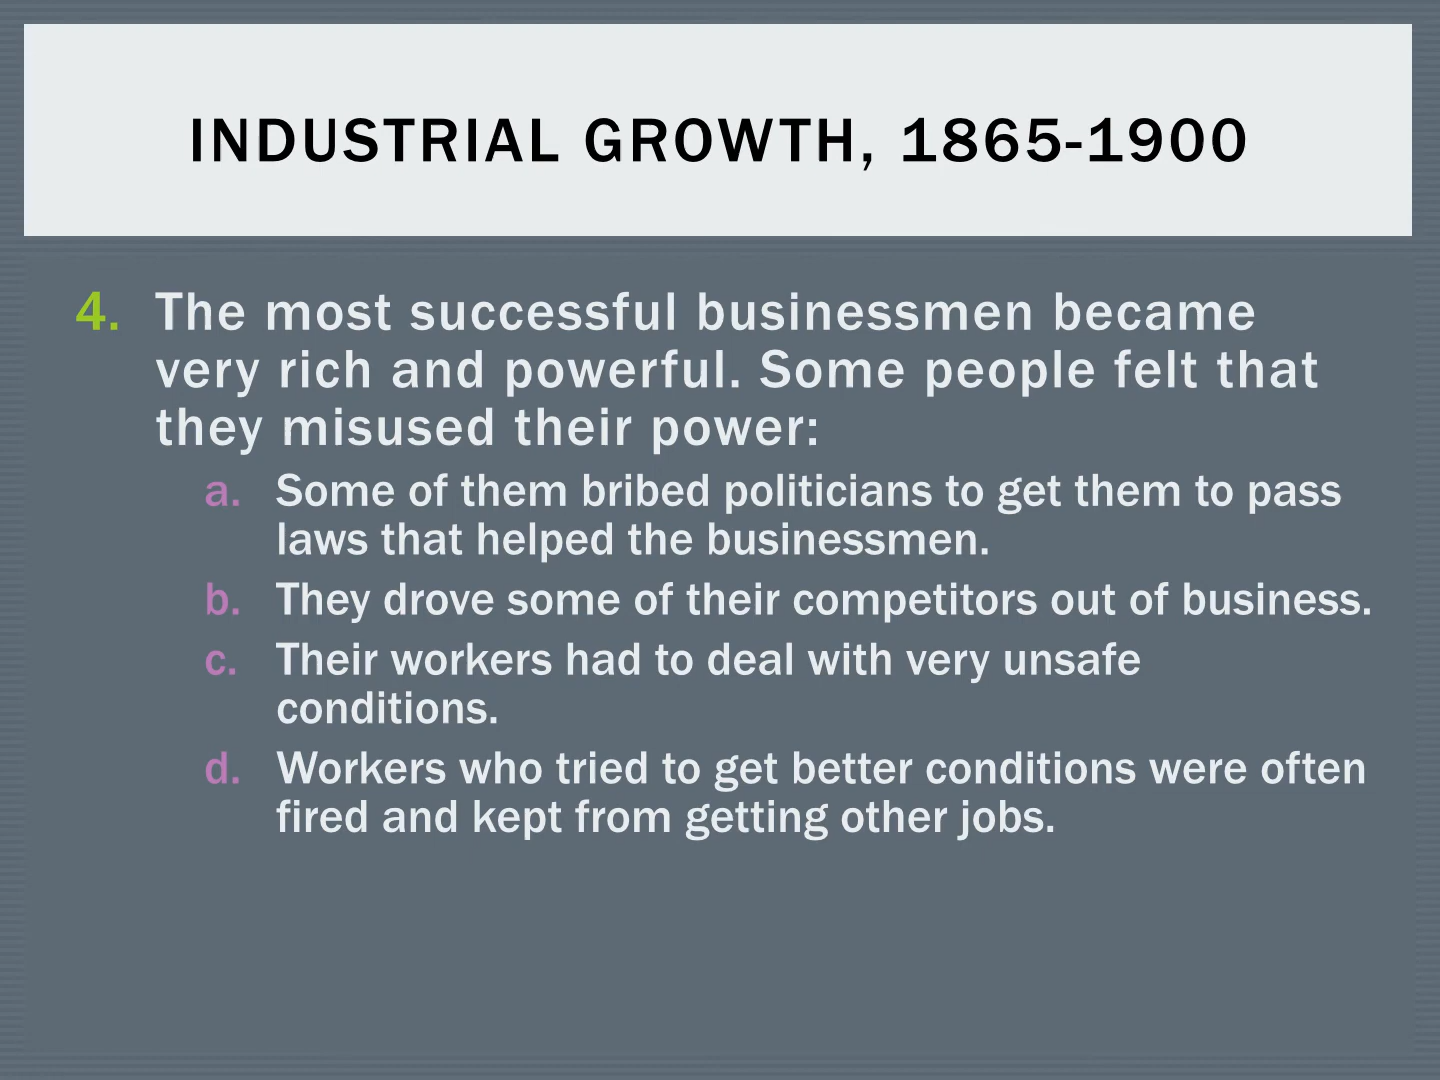 INDUSTRIAL GROWTH, 1865-1900
4. The most successful businessmen became
very rich and powerful. Some people felt that
they misused their power:
a. Some of them bribed politicians to get them to pass
laws that helped the businessmen.
b. They drove some of their competitors out of business.
c. Their workers had to deal with very unsafe
conditions.
d. Workers who tried to get better conditions were often
fired and kept from getting other jobs.